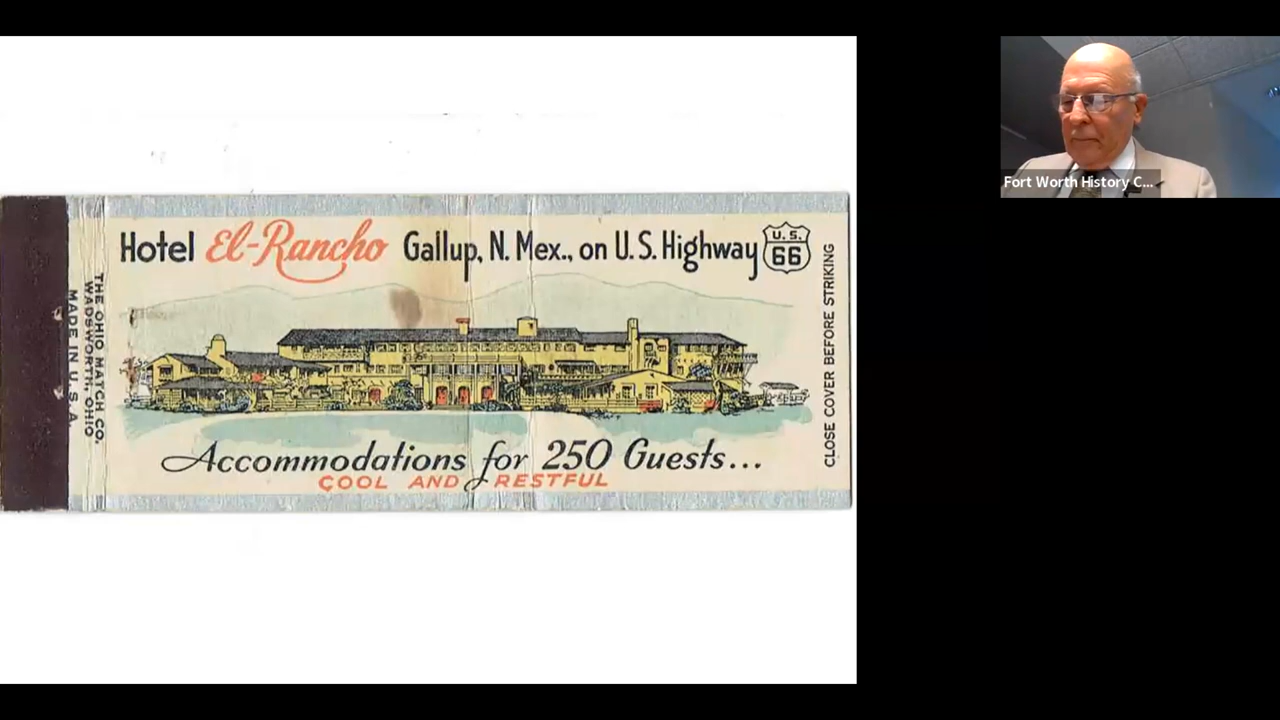 Hotel El-Rancho Gallup, N. Mex., on U.S. Highway
U.S.
66
Accommodations for 250 Guests...
COOL AND RESTFUL
CLOSE COVER BEFORE STRIKING
THE OHIO MATCH CO.
WADSWORTH, OHIO
MADE IN U. S. A.
Fort Worth History C...